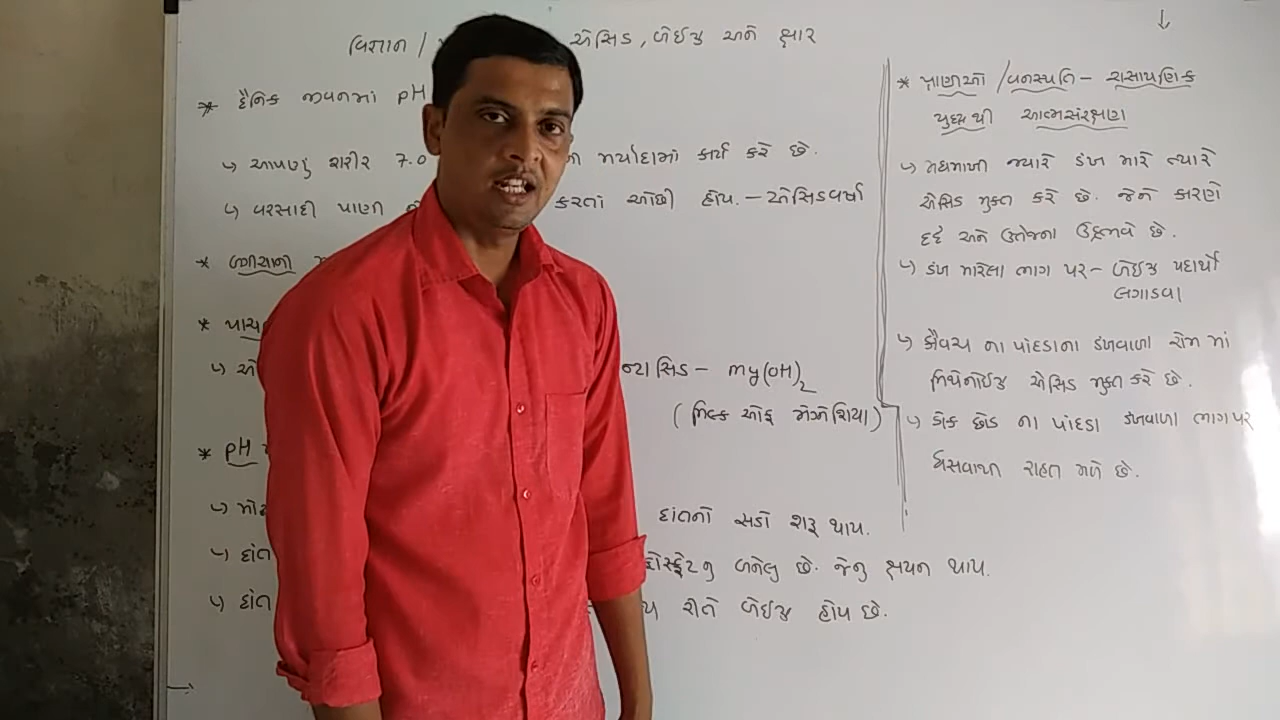 વિજ્ઞાન / એસિડ, બેઈઝ અને ક્ષાર
* દૈનિક જીવનમાં pH
↳ આપણુ શરીર 7.0 મર્યાદામાં કાર્ય કરે છે.
↳ વરસાદી પાણી કરતાં ઓછી હોય. – એસિડવર્ષા
* બગીચાની
* પાચ
↳ એ ન્ટાસિડ – Mg(OH)2
(મિલ્ક ઓફ મેગ્નેશિયા)
* pH
↳ મોં દાંતનો સડો શરૂ થાય.
↳ દાંત ફોસ્ફેટનુ બનેલુ છે. જેનુ ક્ષયન થાય.
↳ દાંત ય રીતે બેઈઝ હોય છે.
* પ્રાણીઓ / વનસ્પતિ – રાસાયણિક
યુદ્ધથી આત્મસંરક્ષણ
↳ મધમાખી જ્યારે ડંખ મારે ત્યારે
એસિડ મુક્ત કરે છે. જેને કારણે
દર્દ અને ઉત્તેજના ઉદ્ભવે છે.
↳ ડંખ મારેલા ભાગ પર – બેઈઝ પદાર્થો
લગાડવા
↳ કૌવચ ના પાંદડાના ડંખવાળા રોમ માં
મિથેનોઈઝ એસિડ મુક્ત કરે છે.
↳ ડોક છોડ ના પાંદડા ડંખવાળા ભાગ પર
ઘસવાથી રાહત મળે છે.